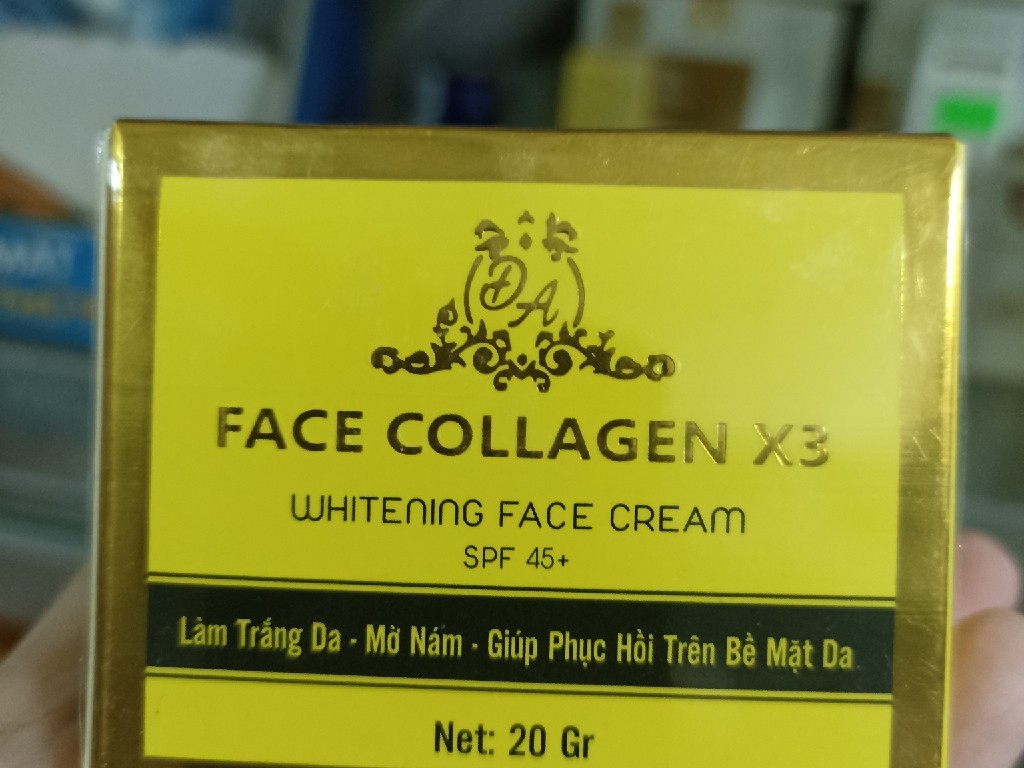 ĐA
FACE COLLAGEN X3
WHITENING FACE CREAM
SPF 45+
Làm Trắng Da - Mờ Nám - Giúp Phục Hồi Trên Bề Mặt Da
Net: 20 Gr